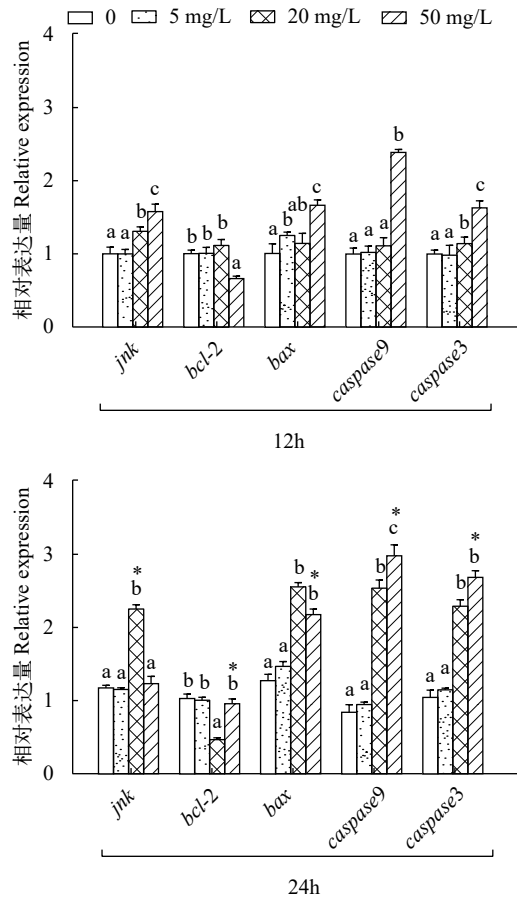 0 5 mg/L 20 mg/L 50 mg/L
4
3
2
1
0
相对表达量 Relative expression
a a b c
b b b a
a b ab c
a a a b
a a b c
jnk bcl-2 bax caspase9 caspase3
12h
4
3
2
1
0
相对表达量 Relative expression
* * * * *
a a b a
b b a b
a a b b
a a b c
a a b b
jnk bcl-2 bax caspase9 caspase3
24h